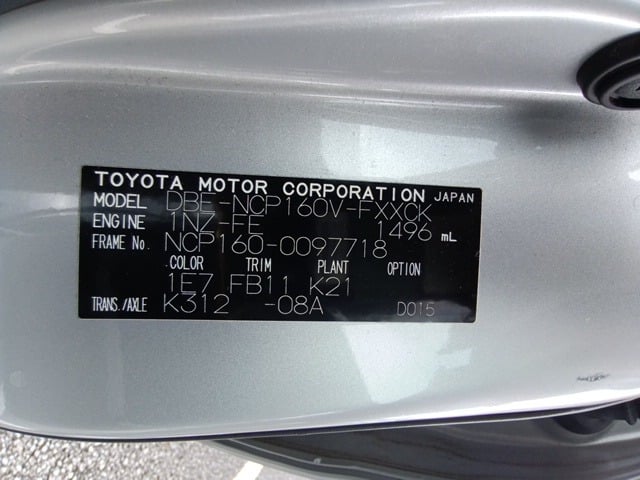 TOYOTA MOTOR CORPORATION JAPAN
MODEL DBE-NCP160V-FXXCK
ENGINE 1NZ-FE 1496 mL
FRAME No. NCP160-0097718
COLOR TRIM PLANT OPTION
1E7 FB11 K21
TRANS./AXLE K312 -08A D015